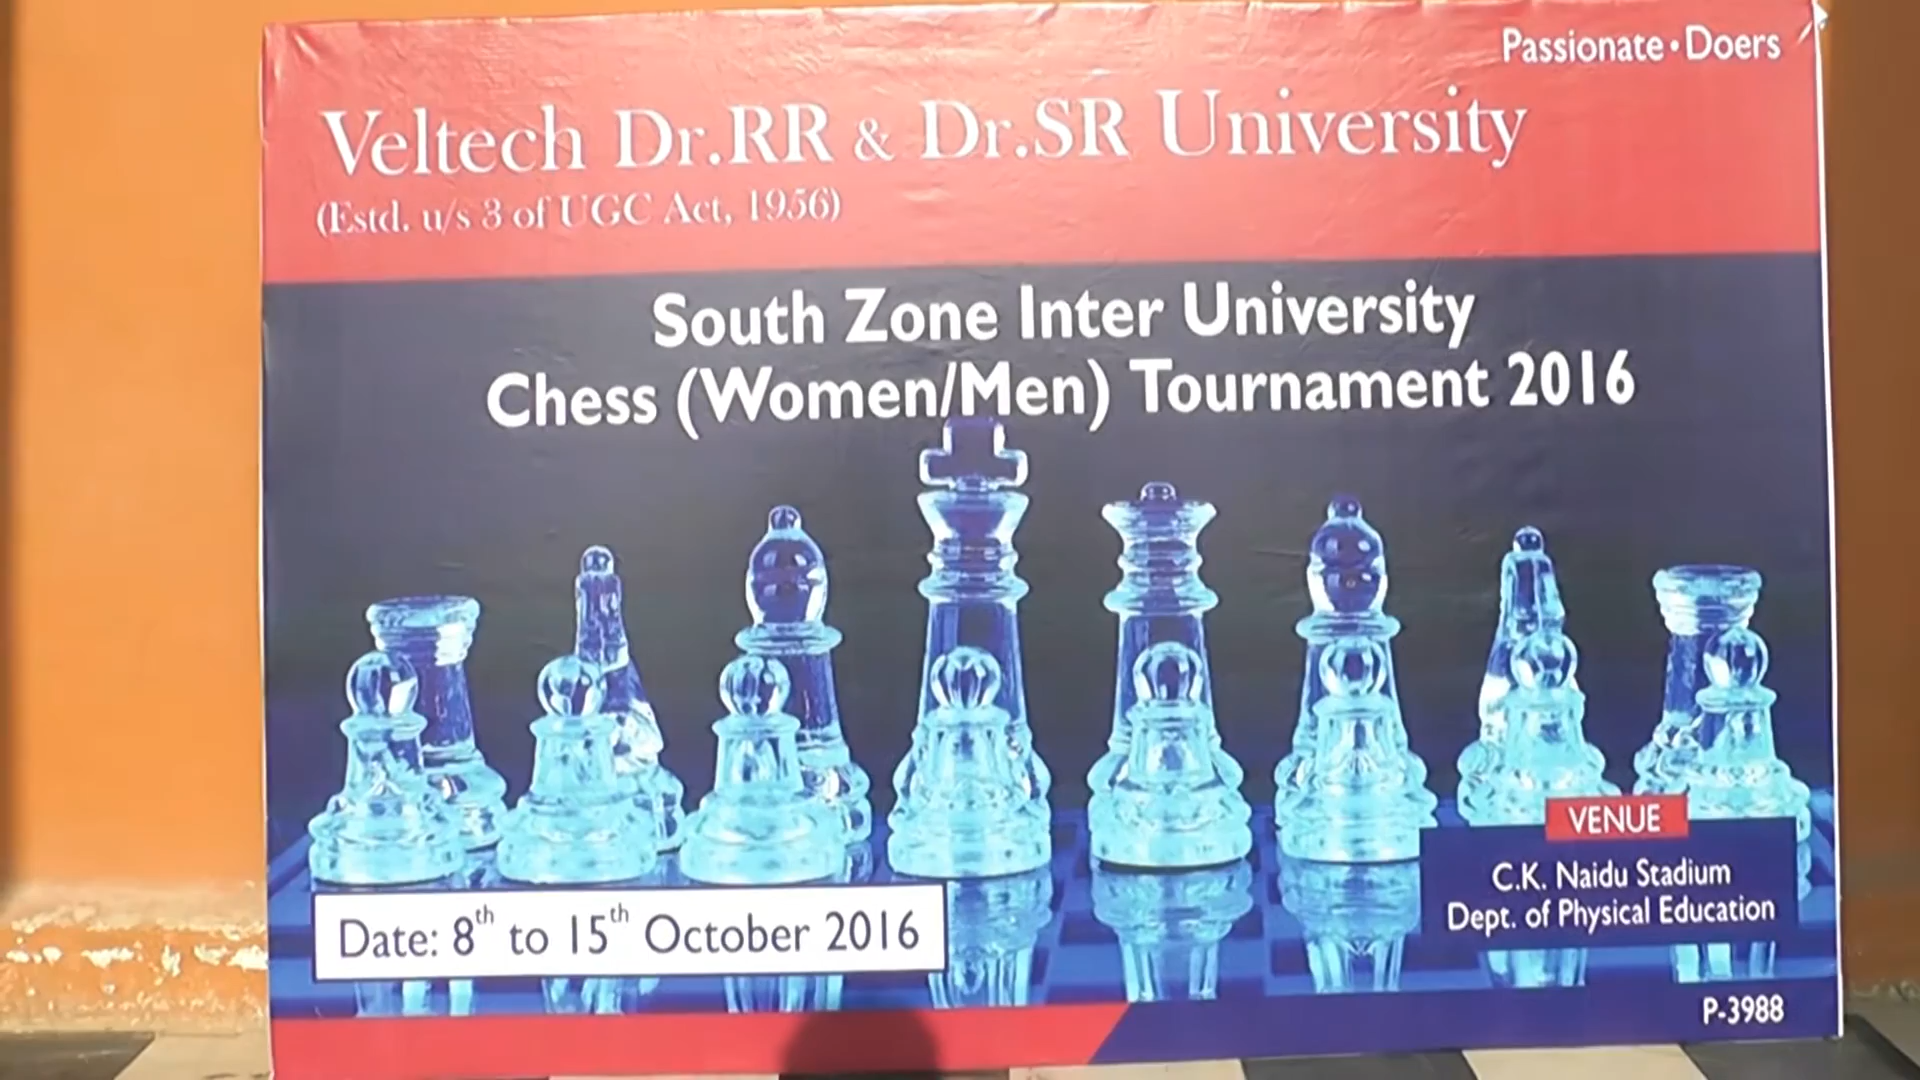 Passionate • Doers
Veltech Dr.RR & Dr.SR University
(Estd. u/s 3 of UGC Act, 1956)
South Zone Inter University
Chess (Women/Men) Tournament 2016
VENUE
C.K. Naidu Stadium
Dept. of Physical Education
Date: 8th to 15th October 2016
P-3988